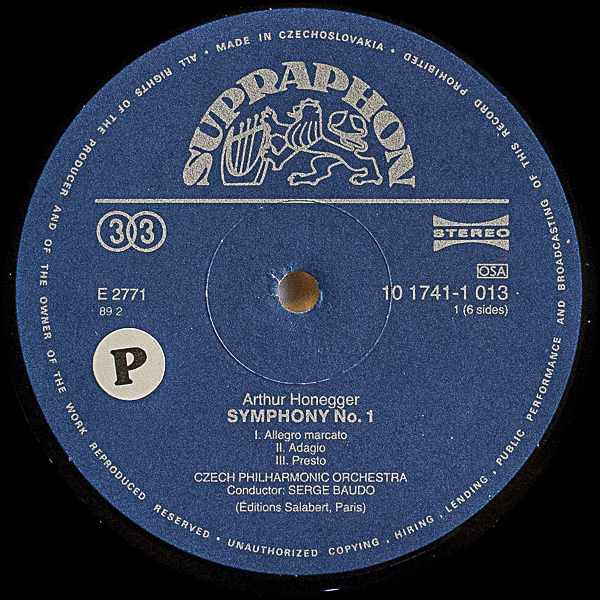 ALL RIGHTS OF THE PRODUCER AND OF THE OWNER OF THE WORK REPRODUCED RESERVED • UNAUTHORIZED COPYING, HIRING, LENDING, PUBLIC PERFORMANCE AND BROADCASTING OF THIS RECORD PROHIBITED • MADE IN CZECHOSLOVAKIA •
SUPRAPHON
33
STEREO
OSA
E 2771
10 1741-1 013
89 2
1 (6 sides)
P
Arthur Honegger
SYMPHONY No. 1
I. Allegro marcato
II. Adagio
III. Presto
CZECH PHILHARMONIC ORCHESTRA
Conductor: SERGE BAUDO
(Éditions Salabert, Paris)